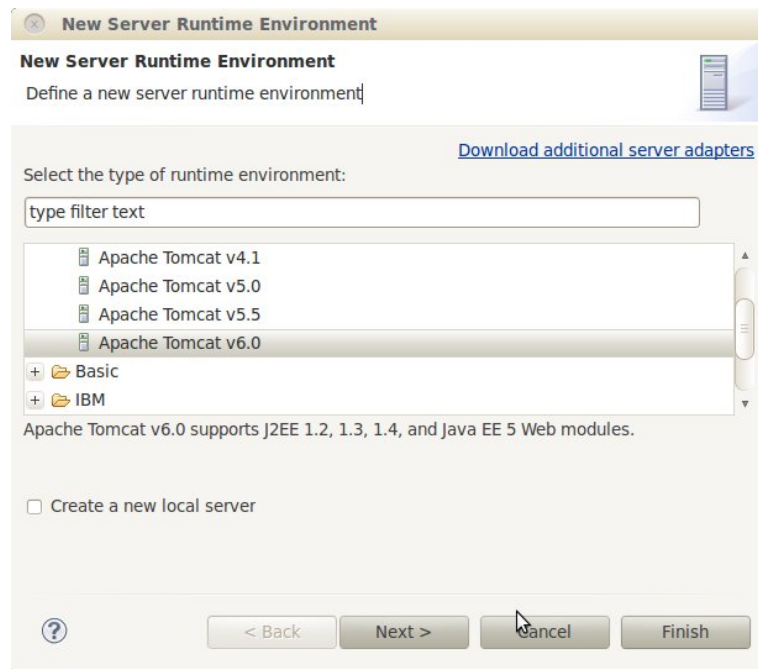 New Server Runtime Environment
New Server Runtime Environment
Define a new server runtime environment
Download additional server adapters
Select the type of runtime environment:
type filter text
Apache Tomcat v4.1
Apache Tomcat v5.0
Apache Tomcat v5.5
Apache Tomcat v6.0
Basic
IBM
Apache Tomcat v6.0 supports J2EE 1.2, 1.3, 1.4, and Java EE 5 Web modules.
Create a new local server
< Back Next > Cancel Finish